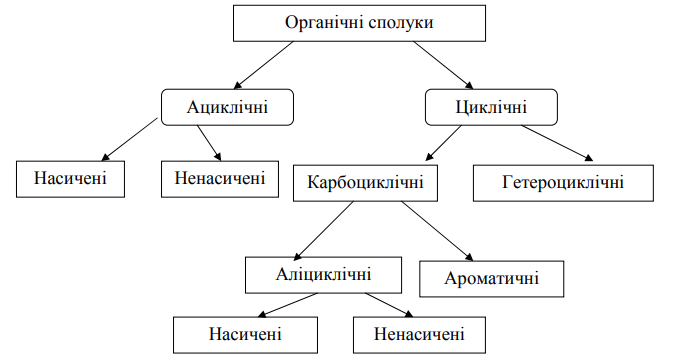 Органічні сполуки
Ациклічні
Циклічні
Насичені
Ненасичені
Карбоциклічні
Гетероциклічні
Аліциклічні
Ароматичні
Насичені
Ненасичені